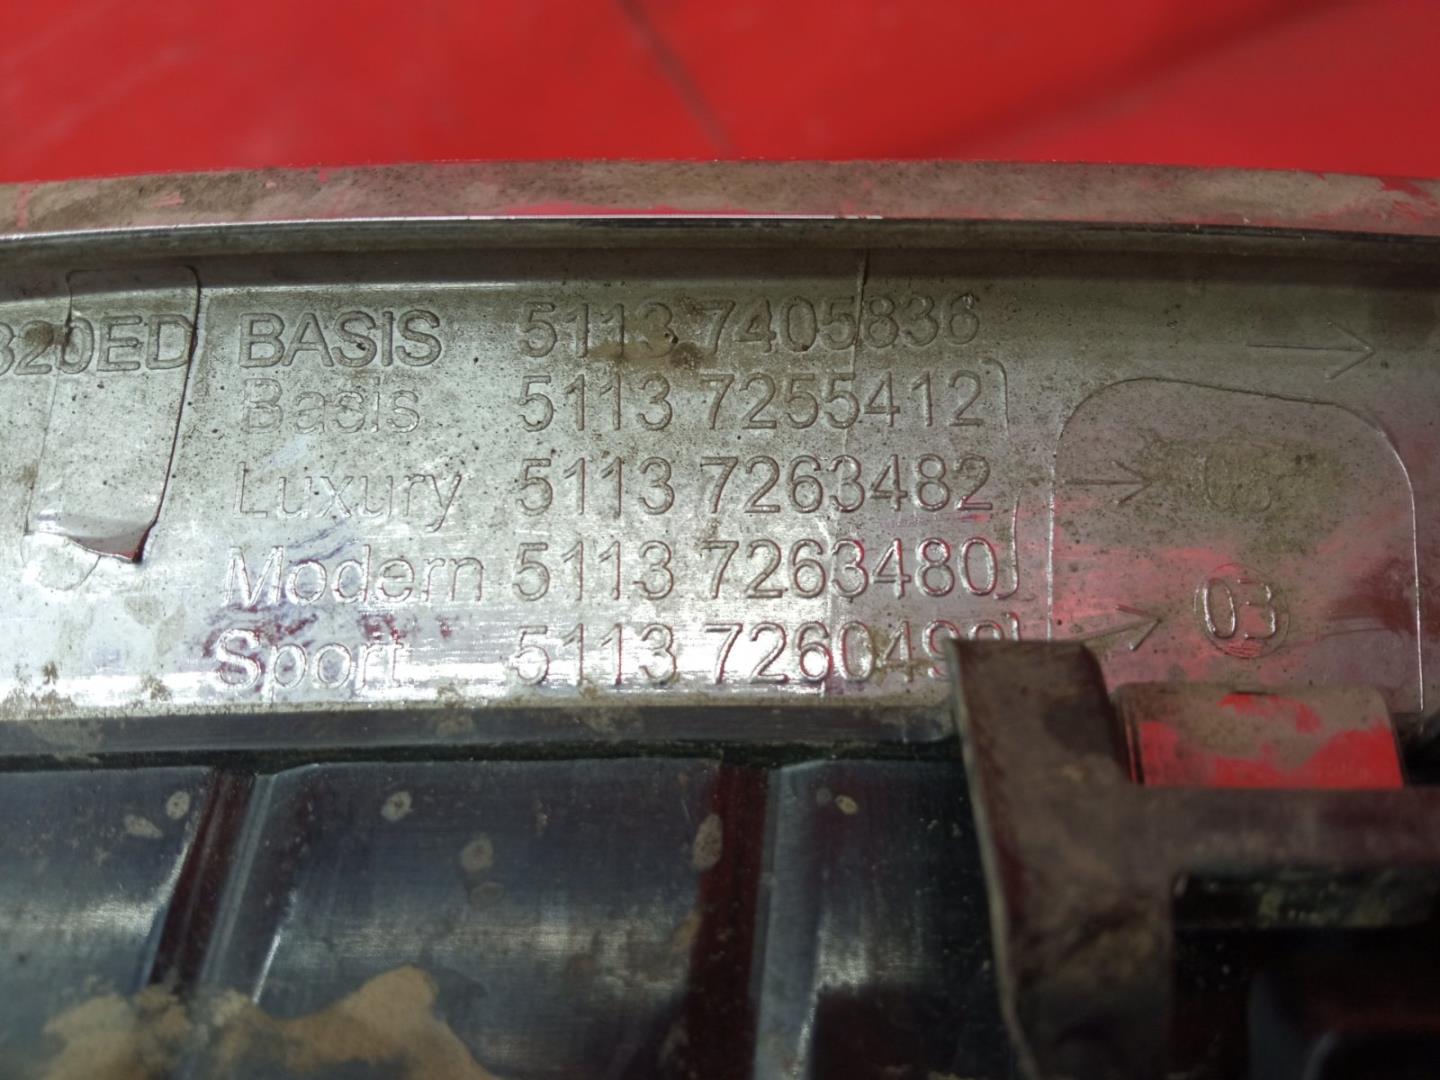 320ED BASIS 5113 7405836
Basis 5113 7255412
Luxury 5113 7263482
Modern 5113 7263480
Sport 5113
03